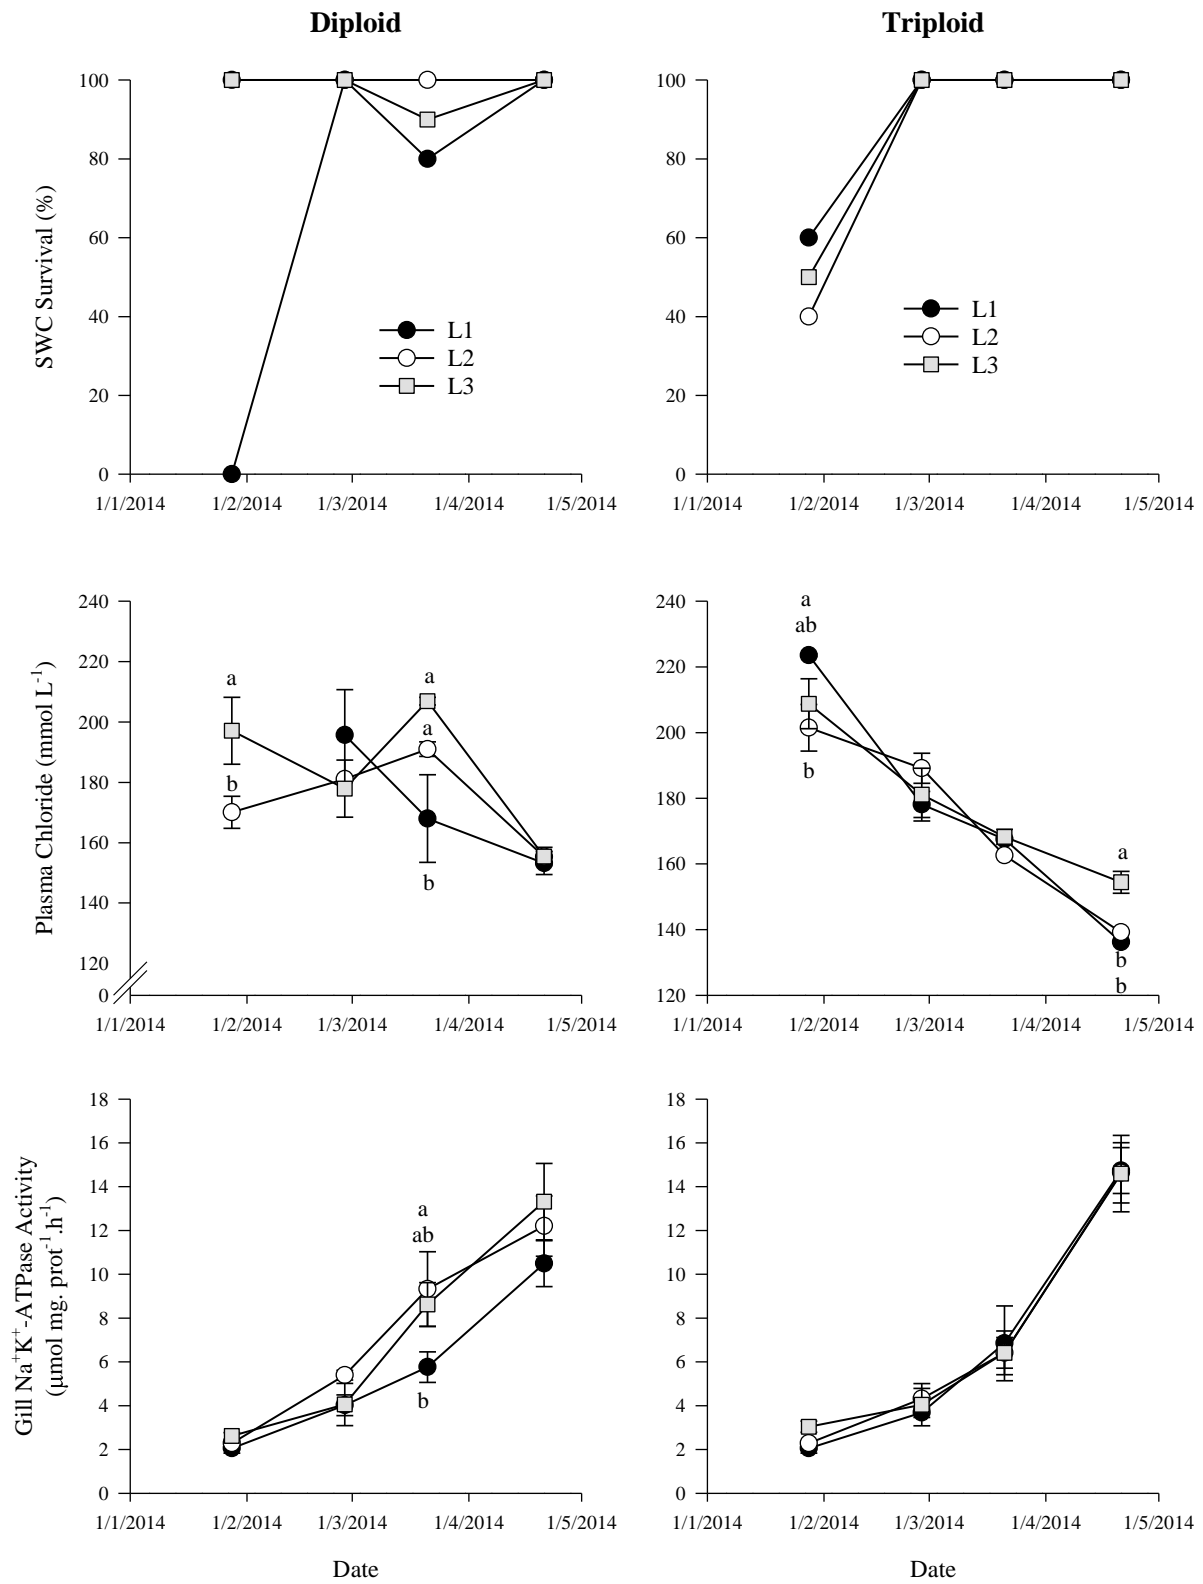 Diploid
Triploid
SWC Survival (%)
100
80
60
40
20
0
L1
L2
L3
1/1/2014 1/2/2014 1/3/2014 1/4/2014 1/5/2014
100
80
60
40
20
0
L1
L2
L3
1/1/2014 1/2/2014 1/3/2014 1/4/2014 1/5/2014
Plasma Chloride (mmol L⁻¹)
240
220
200
180
160
140
120
0
a
b
a
a
b
1/1/2014 1/2/2014 1/3/2014 1/4/2014 1/5/2014
240
220
200
180
160
140
120
a
ab
b
a
b
b
1/1/2014 1/2/2014 1/3/2014 1/4/2014 1/5/2014
Gill Na⁺K⁺-ATPase Activity
(μmol mg. prot⁻¹.h⁻¹)
18
16
14
12
10
8
6
4
2
0
a
ab
b
1/1/2014 1/2/2014 1/3/2014 1/4/2014 1/5/2014
Date
18
16
14
12
10
8
6
4
2
0
1/1/2014 1/2/2014 1/3/2014 1/4/2014 1/5/2014
Date